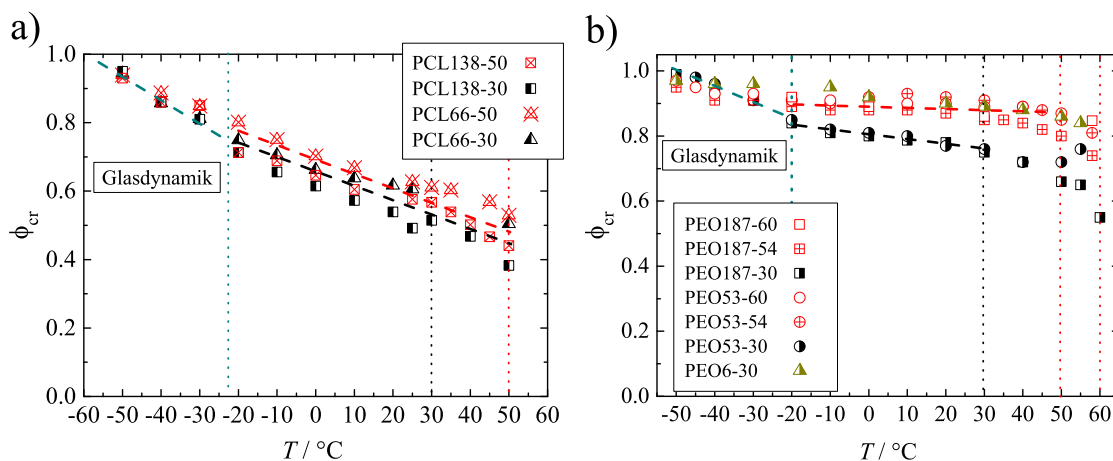 a)
1.0
0.8
0.6
0.4
0.2
0.0
ϕcr
Glasdynamik
PCL138-50
PCL138-30
PCL66-50
PCL66-30
-60 -50 -40 -30 -20 -10 0 10 20 30 40 50 60
T / °C
b)
1.0
0.8
0.6
0.4
0.2
0.0
ϕcr
Glasdynamik
PEO187-60
PEO187-54
PEO187-30
PEO53-60
PEO53-54
PEO53-30
PEO6-30
-50 -40 -30 -20 -10 0 10 20 30 40 50 60
T / °C